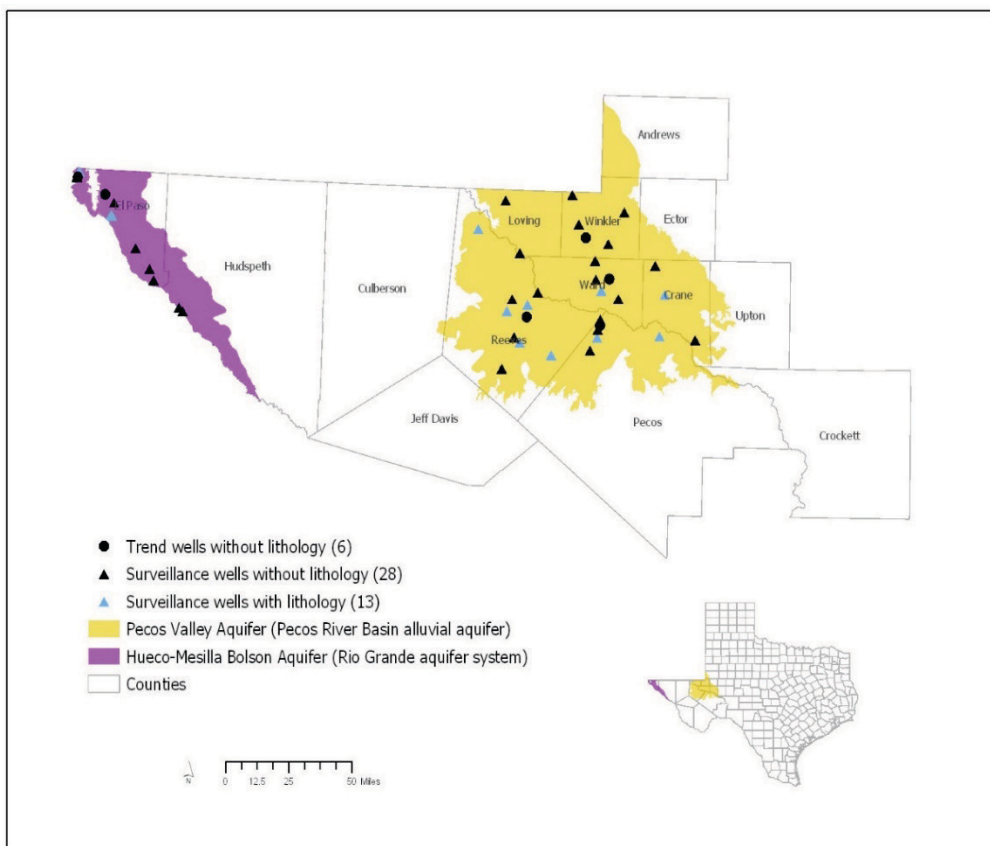 Andrews
El Paso
Loving
Winkler
Ector
Hudspeth
Culberson
Ward
Crane
Upton
Reeves
Jeff Davis
Pecos
Crockett
Trend wells without lithology (6)
Surveillance wells without lithology (28)
Surveillance wells with lithology (13)
Pecos Valley Aquifer (Pecos River Basin alluvial aquifer)
Hueco-Mesilla Bolson Aquifer (Rio Grande aquifer system)
Counties
N
0 12.5 25 50 Miles